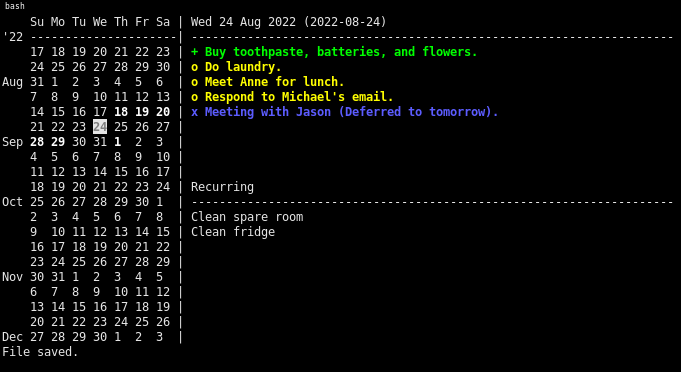 bash
    Su Mo Tu We Th Fr Sa | Wed 24 Aug 2022 (2022-08-24)
'22 ---------------------| ---------------------------------------------------------------------
    17 18 19 20 21 22 23 | + Buy toothpaste, batteries, and flowers.
    24 25 26 27 28 29 30 | o Do laundry.
Aug 31 1  2  3  4  5  6  | o Meet Anne for lunch.
    7  8  9  10 11 12 13 | o Respond to Michael's email.
    14 15 16 17 18 19 20 | x Meeting with Jason (Deferred to tomorrow).
    21 22 23 24 25 26 27 |
Sep 28 29 30 31 1  2  3  |
    4  5  6  7  8  9  10 |
    11 12 13 14 15 16 17 |
    18 19 20 21 22 23 24 | Recurring
Oct 25 26 27 28 29 30 1  | ---------------------------------------------------------------------
    2  3  4  5  6  7  8  | Clean spare room
    9  10 11 12 13 14 15 | Clean fridge
    16 17 18 19 20 21 22 |
    23 24 25 26 27 28 29 |
Nov 30 31 1  2  3  4  5  |
    6  7  8  9  10 11 12 |
    13 14 15 16 17 18 19 |
    20 21 22 23 24 25 26 |
Dec 27 28 29 30 1  2  3  |
File saved.